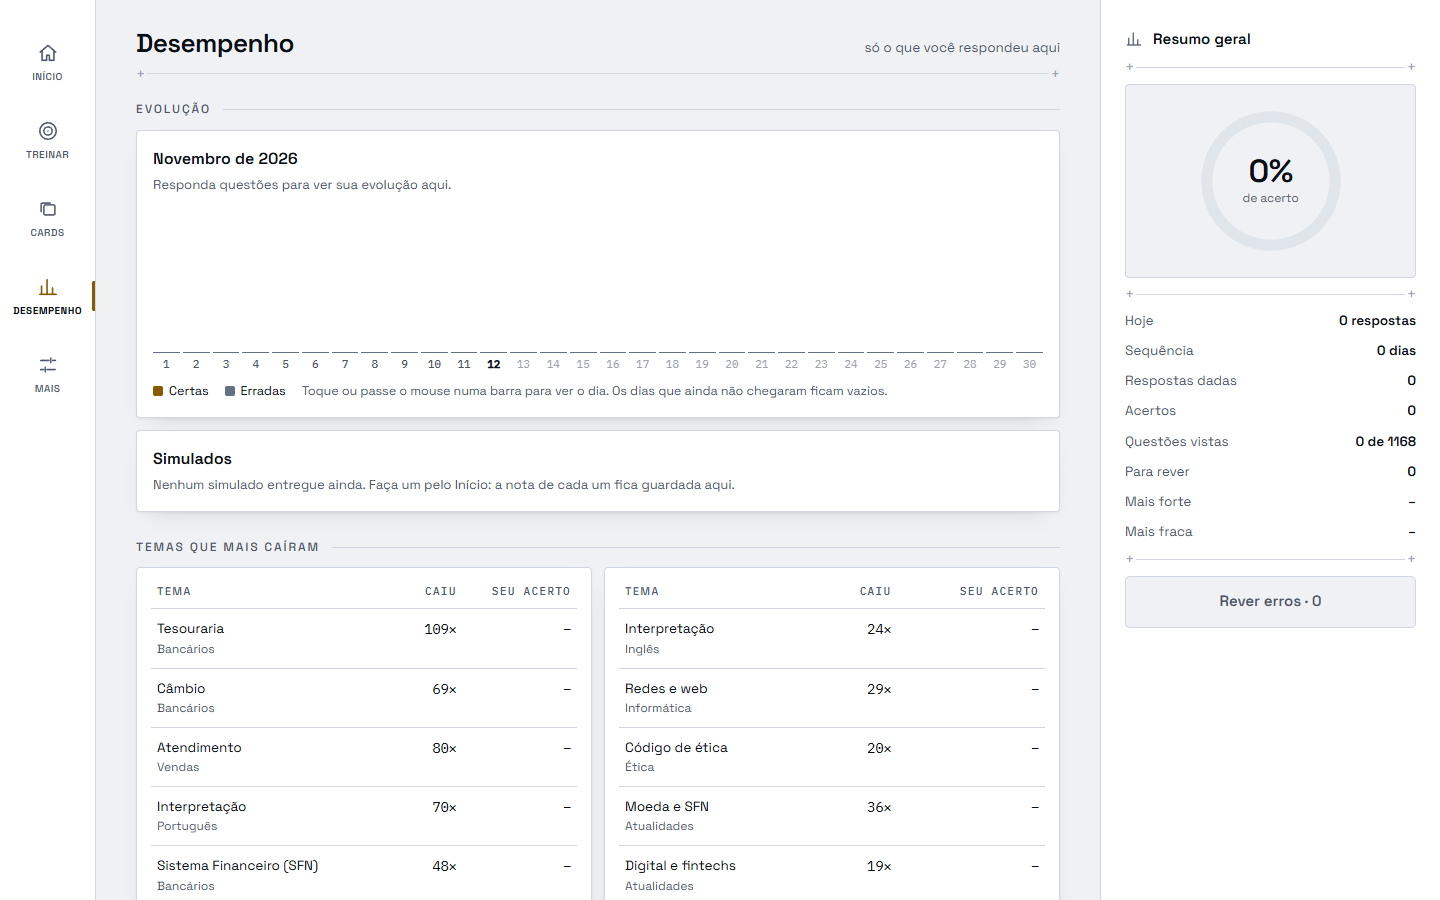 INÍCIO
TREINAR
CARDS
DESEMPENHO
MAIS
Desempenho
só o que você respondeu aqui
EVOLUÇÃO
Novembro de 2026
Responda questões para ver sua evolução aqui.
1 2 3 4 5 6 7 8 9 10 11 12 13 14 15 16 17 18 19 20 21 22 23 24 25 26 27 28 29 30
Certas Erradas Toque ou passe o mouse numa barra para ver o dia. Os dias que ainda não chegaram ficam vazios.
Simulados
Nenhum simulado entregue ainda. Faça um pelo Início: a nota de cada um fica guardada aqui.
TEMAS QUE MAIS CAÍRAM
TEMA CAIU SEU ACERTO
Tesouraria 109× –
Bancários
Câmbio 69× –
Bancários
Atendimento 80× –
Vendas
Interpretação 70× –
Português
Sistema Financeiro (SFN) 48× –
Bancários
TEMA CAIU SEU ACERTO
Interpretação 24× –
Inglês
Redes e web 29× –
Informática
Código de ética 20× –
Ética
Moeda e SFN 36× –
Atualidades
Digital e fintechs 19× –
Atualidades
Resumo geral
0%
de acerto
Hoje 0 respostas
Sequência 0 dias
Respostas dadas 0
Acertos 0
Questões vistas 0 de 1168
Para rever 0
Mais forte –
Mais fraca –
Rever erros · 0